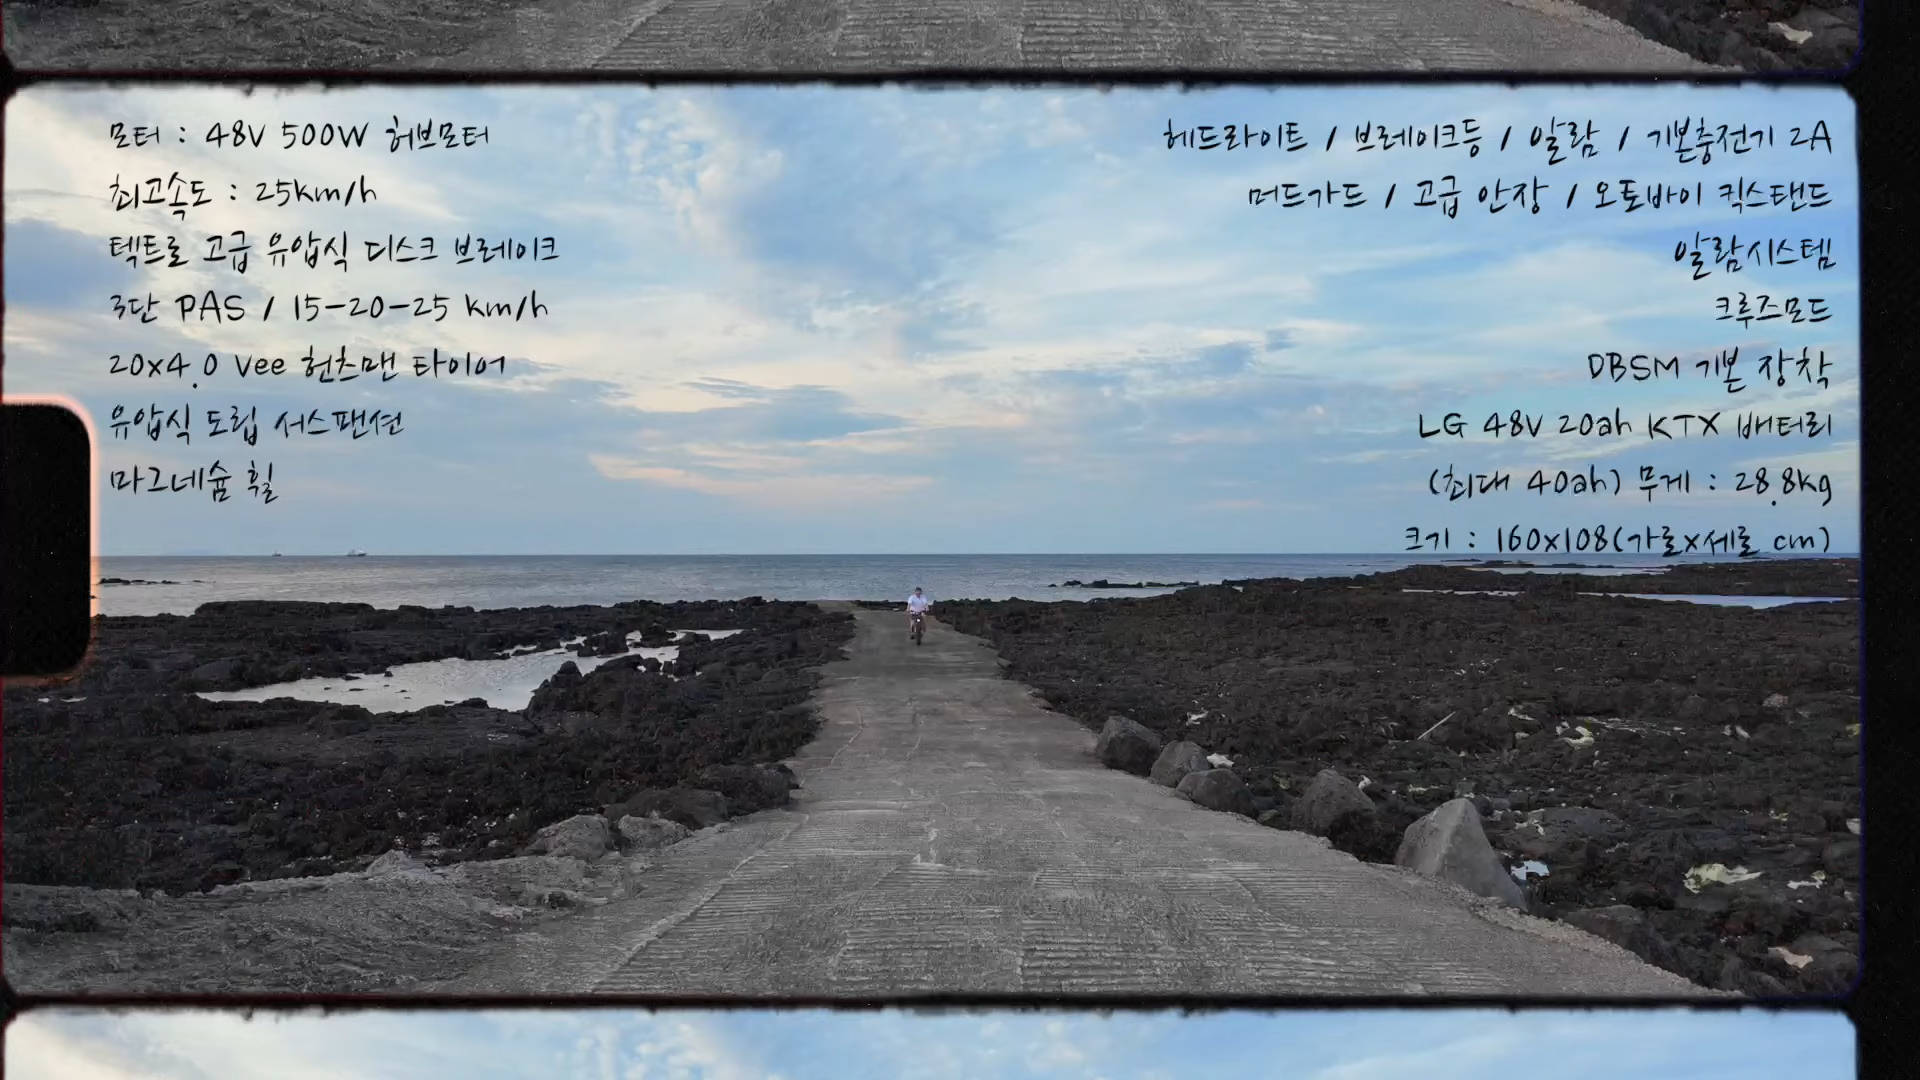 모터 : 48V 500W 허브모터
최고속도 : 25km/h
텍트로 고급 유압식 디스크 브레이크
3단 PAS / 15-20-25 km/h
20x4.0 Vee 헌츠맨 타이어
유압식 도립 서스팬션
마그네슘 휠
헤드라이트 / 브레이크등 / 알람 / 기본충전기 2A
머드가드 / 고급 안장 / 오토바이 킥스탠드
알람시스템
크루즈모드
DBSM 기본 장착
LG 48V 20ah KTX 배터리
(최대 40ah) 무게 : 28.8kg
크기 : 160x108(가로x세로 cm)